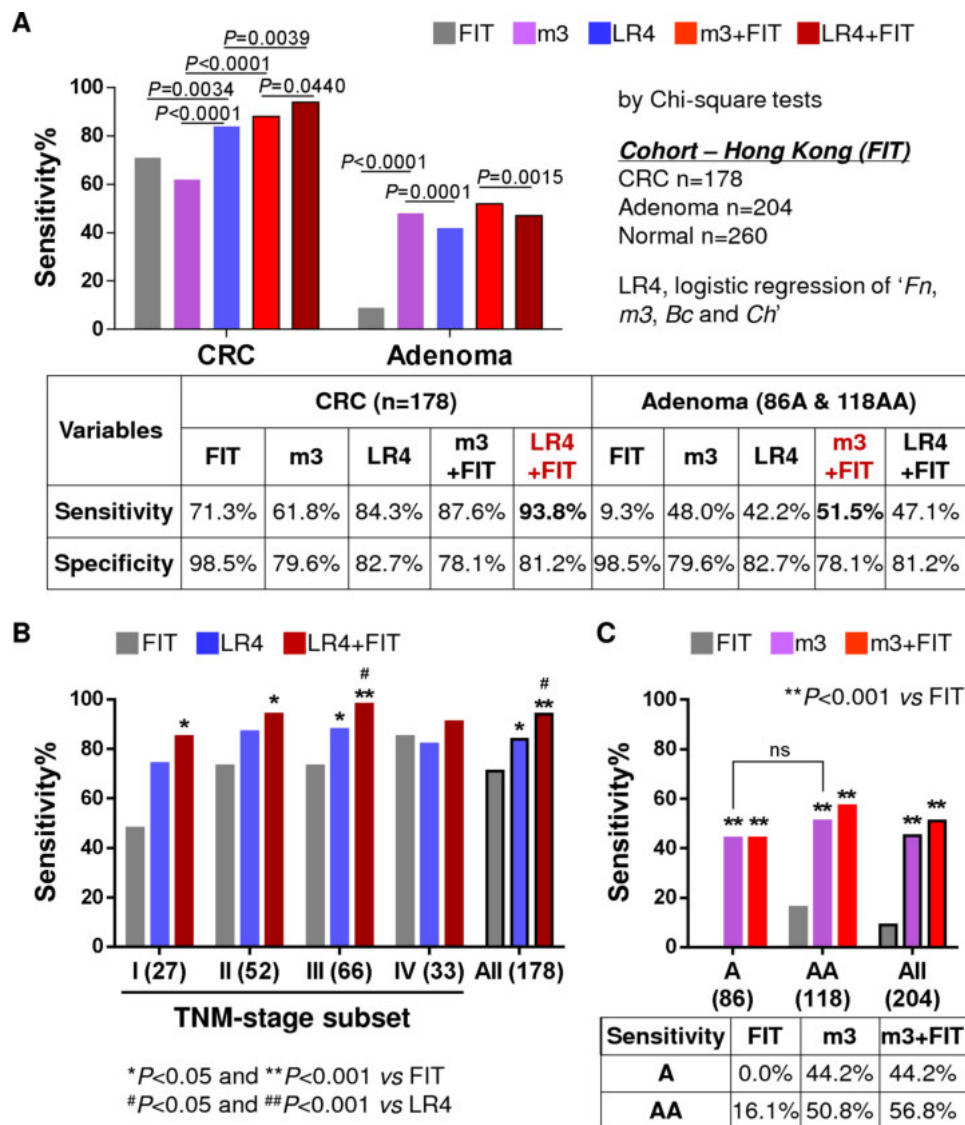 A
FIT m3 LR4 m3+FIT LR4+FIT
P=0.0039
P<0.0001
P=0.0034 P=0.0440
P<0.0001
P<0.0001
P=0.0001 P=0.0015
Sensitivity%
100
80
60
40
20
0
CRC Adenoma
by Chi-square tests
Cohort – Hong Kong (FIT)
CRC n=178
Adenoma n=204
Normal n=260
LR4, logistic regression of ‘Fn,
m3, Bc and Ch’
Variables CRC (n=178) Adenoma (86A & 118AA)
FIT m3 LR4 m3 +FIT LR4 +FIT FIT m3 LR4 m3 +FIT LR4 +FIT
Sensitivity 71.3% 61.8% 84.3% 87.6% 93.8% 9.3% 48.0% 42.2% 51.5% 47.1%
Specificity 98.5% 79.6% 82.7% 78.1% 81.2% 98.5% 79.6% 82.7% 78.1% 81.2%
B
FIT LR4 LR4+FIT
Sensitivity%
100
80
60
40
20
0
* * * # ** * # **
I (27) II (52) III (66) IV (33) All (178)
TNM-stage subset
*P<0.05 and **P<0.001 vs FIT
#P<0.05 and ##P<0.001 vs LR4
C
FIT m3 m3+FIT
**P<0.001 vs FIT
ns
Sensitivity%
100
80
60
40
20
0
** ** ** ** ** **
A AA All
(86) (118) (204)
Sensitivity FIT m3 m3+FIT
A 0.0% 44.2% 44.2%
AA 16.1% 50.8% 56.8%